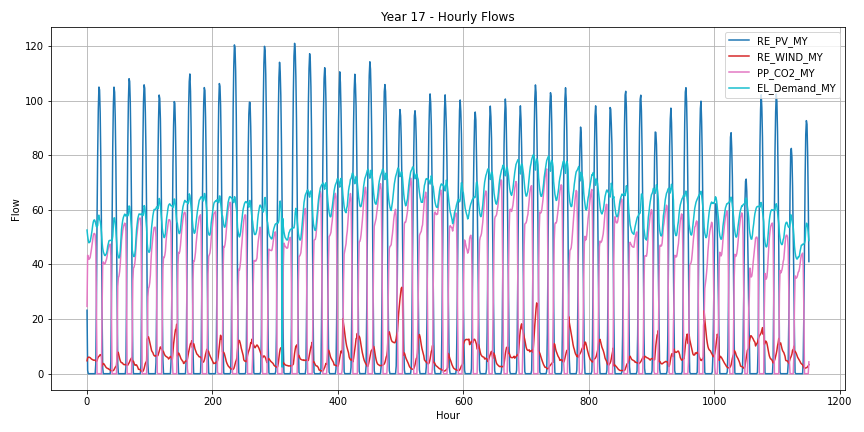 Year 17 - Hourly Flows
Flow
120
100
80
60
40
20
0
RE_PV_MY
RE_WIND_MY
PP_CO2_MY
EL_Demand_MY
0 200 400 600 800 1000 1200
Hour